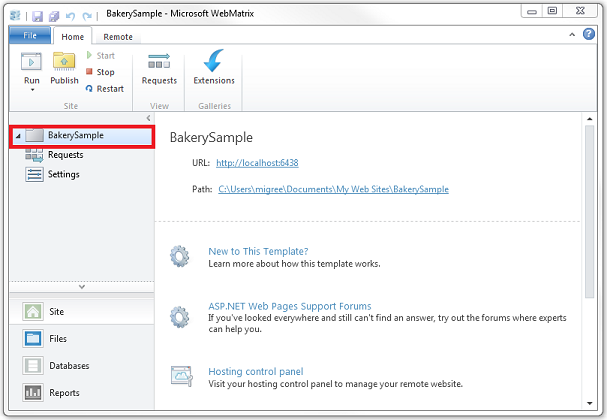 BakerySample - Microsoft WebMatrix
File Home Remote
Run
Publish
Start
Stop
Restart
Requests
Extensions
Site View Galleries
BakerySample
Requests
Settings
Site
Files
Databases
Reports
BakerySample
URL: http://localhost:6438
Path: C:\Users\migree\Documents\My Web Sites\BakerySample
New to This Template?
Learn more about how this template works.
ASP.NET Web Pages Support Forums
If you've looked everywhere and still can't find an answer, try out the forums where experts
can help you.
Hosting control panel
Visit your hosting control panel to manage your remote website.